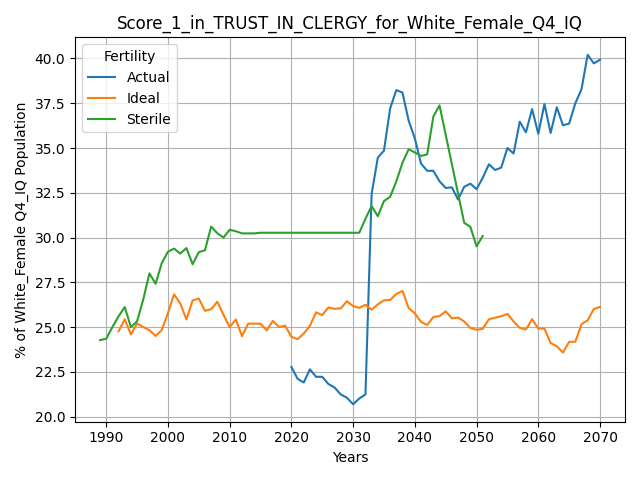 Score_1_in_TRUST_IN_CLERGY_for_White_Female_Q4_IQ
Fertility
Actual
Ideal
Sterile
% of White_Female Q4_IQ Population
40.0
37.5
35.0
32.5
30.0
27.5
25.0
22.5
20.0
1990 2000 2010 2020 2030 2040 2050 2060 2070
Years